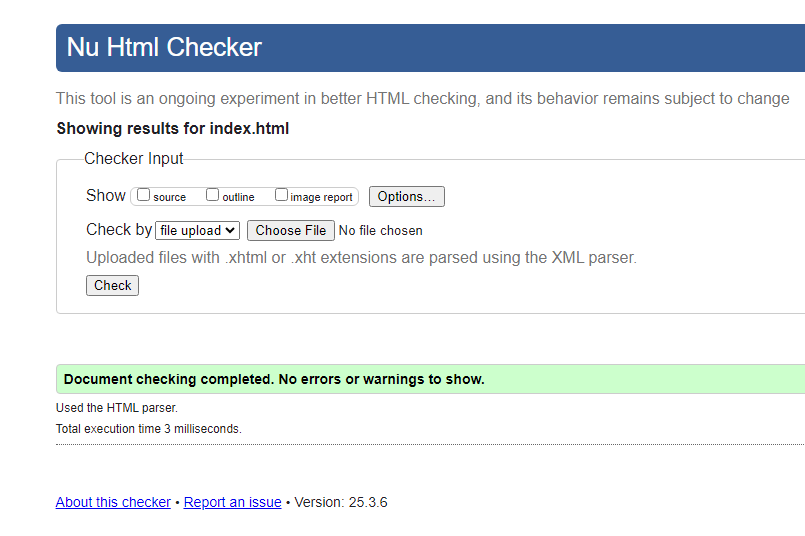 Nu Html Checker
This tool is an ongoing experiment in better HTML checking, and its behavior remains subject to change
Showing results for index.html
Checker Input
Show source outline image report Options...
Check by file upload Choose File No file chosen
Uploaded files with .xhtml or .xht extensions are parsed using the XML parser.
Check
Document checking completed. No errors or warnings to show.
Used the HTML parser.
Total execution time 3 milliseconds.
About this checker • Report an issue • Version: 25.3.6